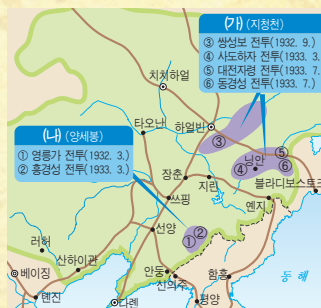 (가) (지청천)
③ 쌍성보 전투(1932. 9.)
④ 사도하자 전투(1933. 3.
⑤ 대전자령 전투(1933. 7.
⑥ 동경성 전투(1933. 7.)
치치하얼
타오난
하얼빈
③
(나) (양세봉)
① 영릉가 전투(1932. 3.)
② 흥경성 전투(1933. 3.)
닝안
④
⑤
⑥
블라디보스토크
창춘
지린
옌지
쓰핑
선양
①
②
러허
산하이관
베이징
톈진
안동
신의주
다롄
함흥
평양
동해